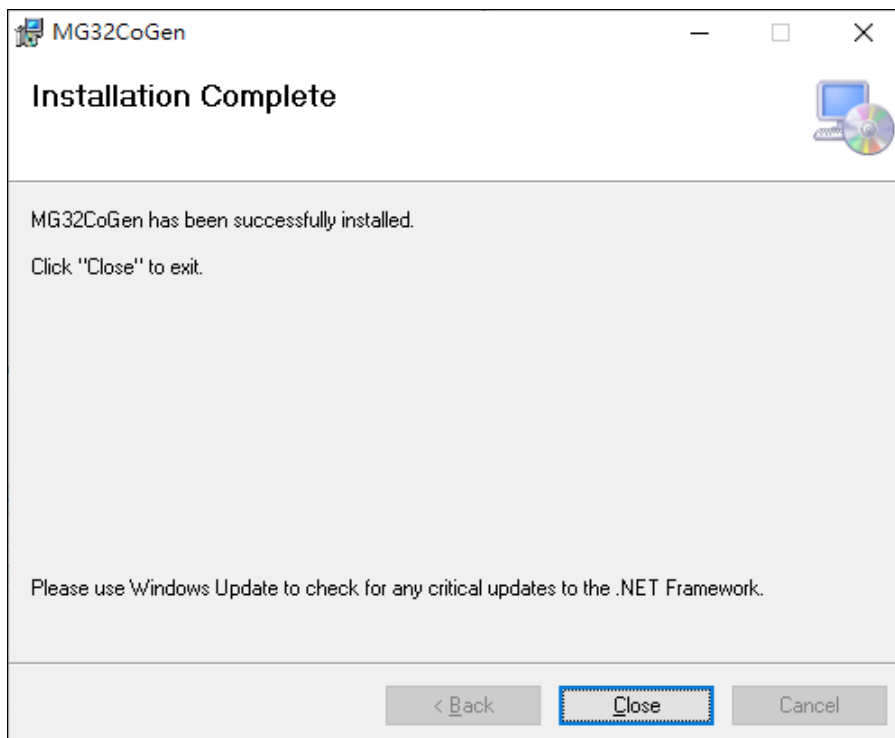 MG32CoGen
Installation Complete
MG32CoGen has been successfully installed.
Click "Close" to exit.
Please use Windows Update to check for any critical updates to the .NET Framework.
< Back
Close
Cancel